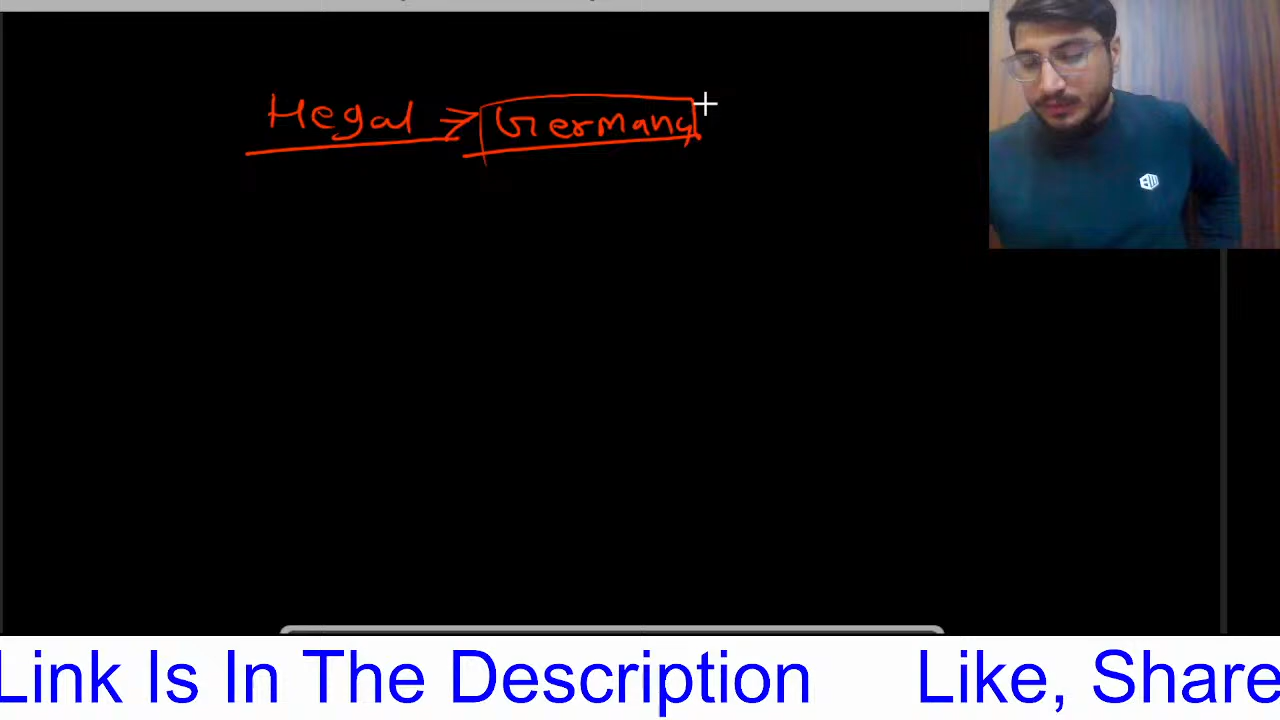 Hegal => Germany
Link Is In The Description Like, Share